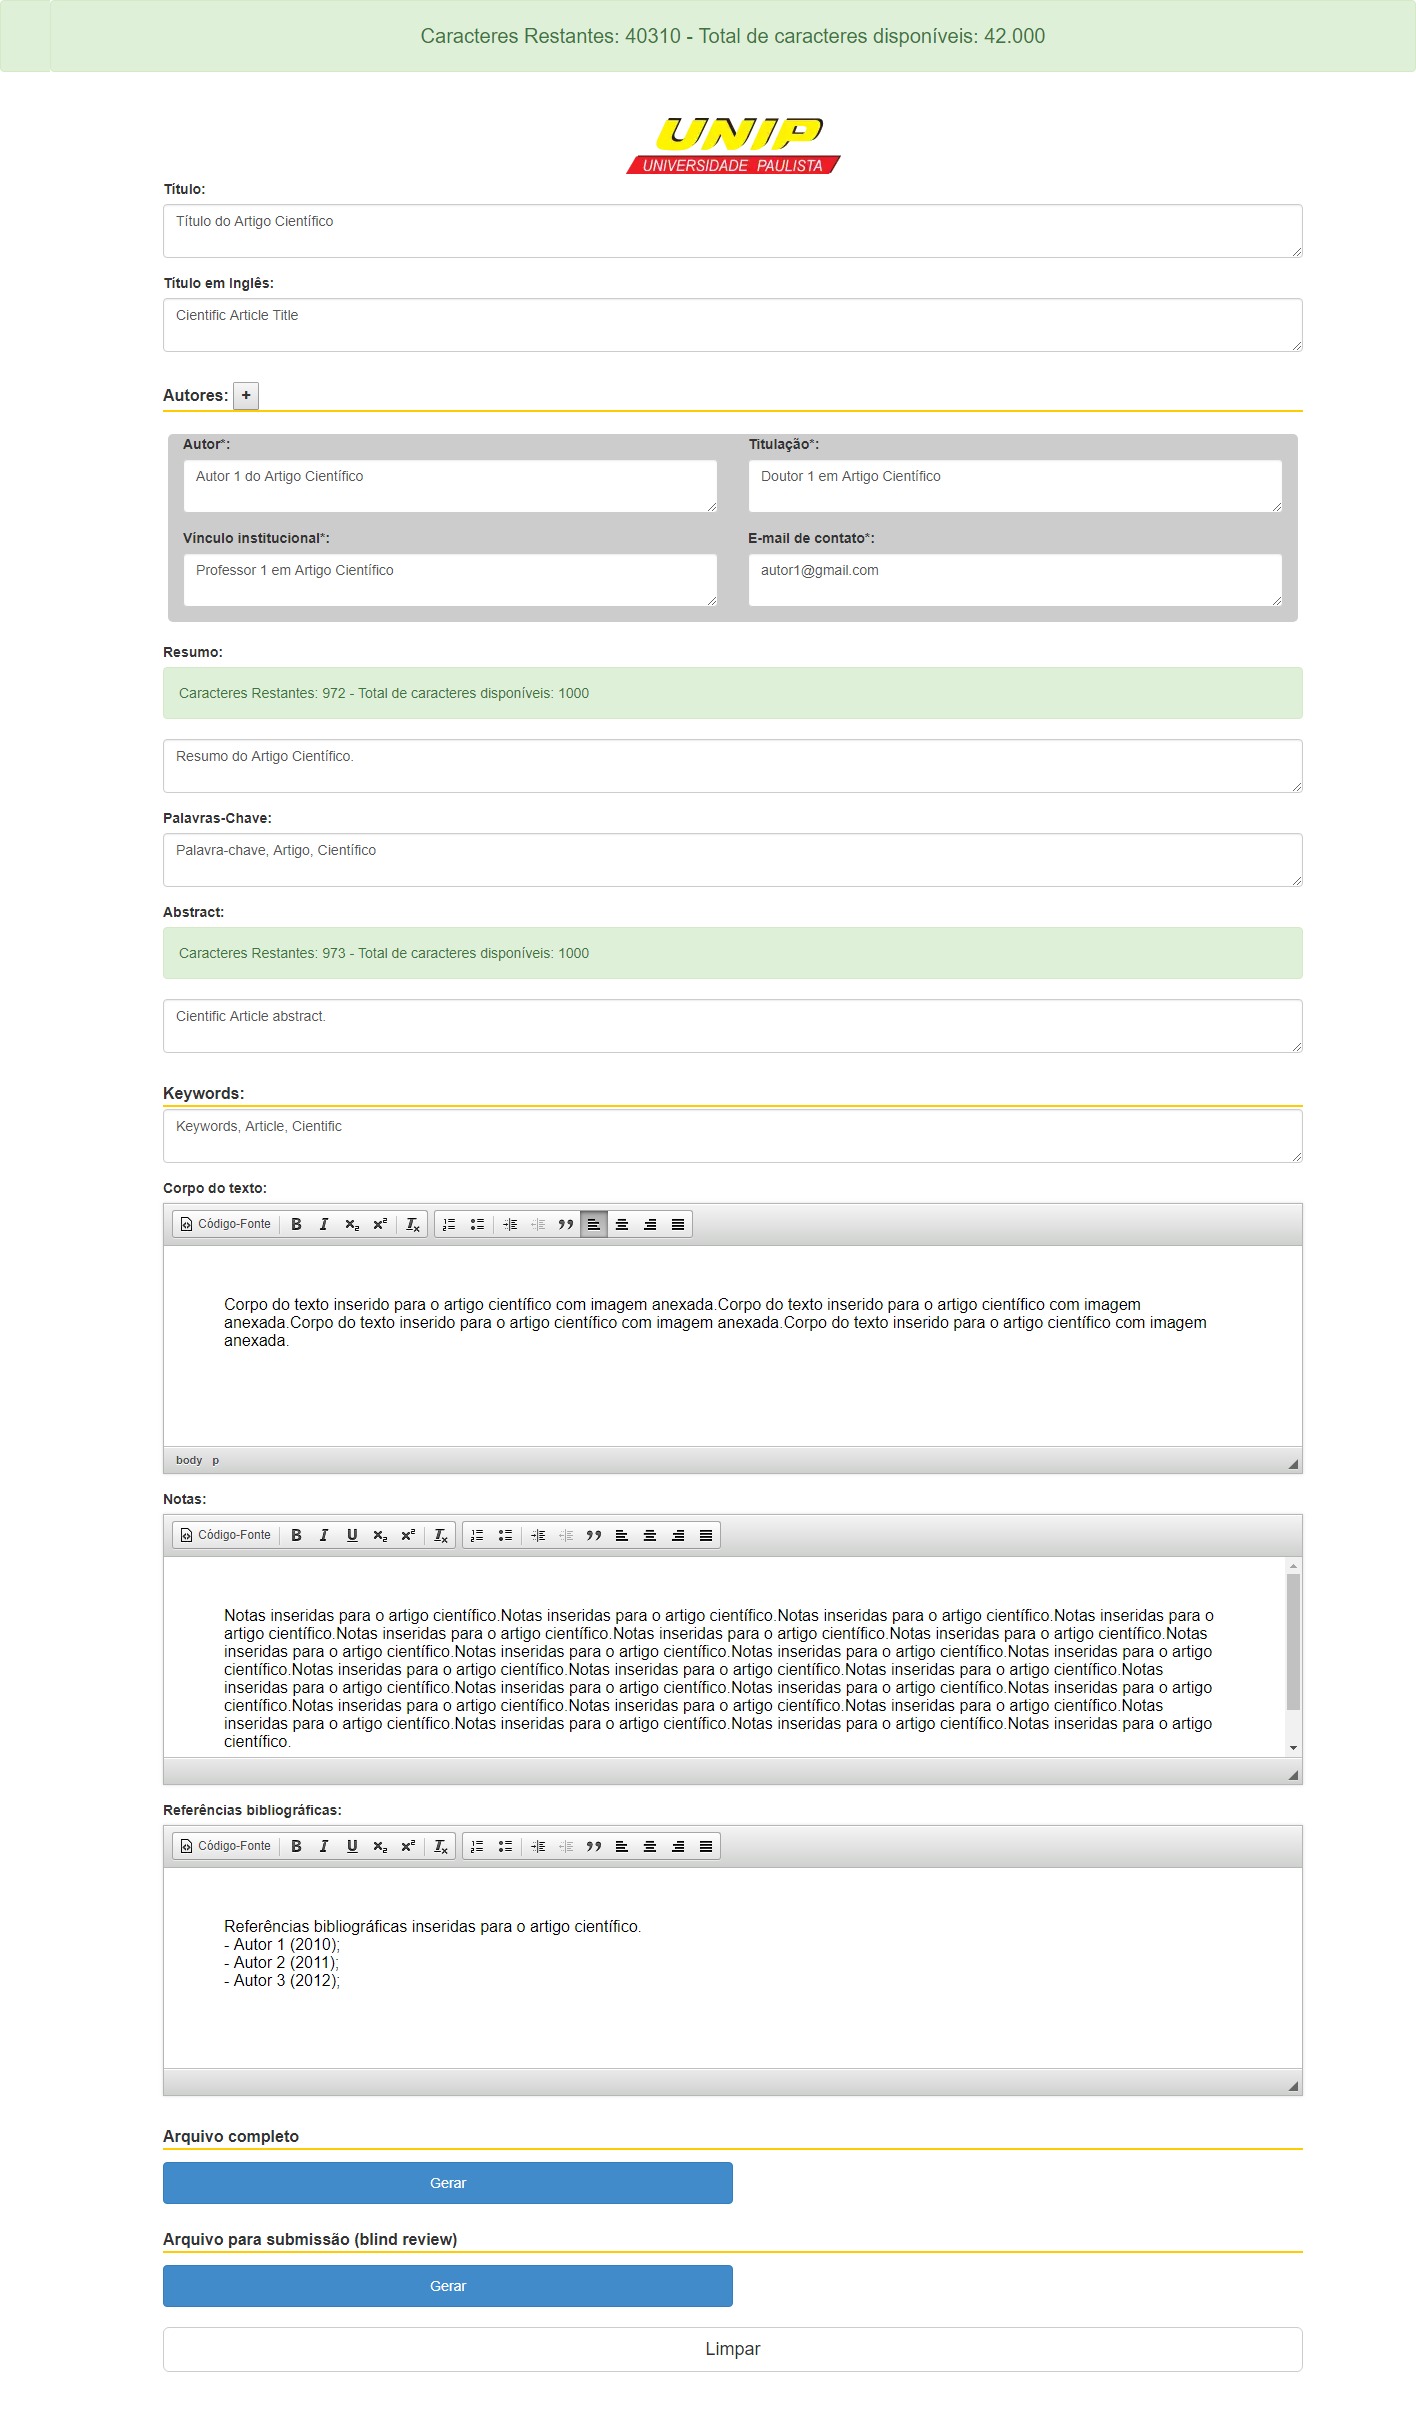 Caracteres Restantes: 40310 - Total de caracteres disponíveis: 42.000
UNIP
UNIVERSIDADE PAULISTA
Título:
Título do Artigo Científico
Título em Inglês:
Cientific Article Title
Autores: +
Autor*: Titulação*:
Autor 1 do Artigo Científico Doutor 1 em Artigo Científico
Vínculo institucional*: E-mail de contato*:
Professor 1 em Artigo Científico autor1@gmail.com
Resumo:
Caracteres Restantes: 972 - Total de caracteres disponíveis: 1000
Resumo do Artigo Científico.
Palavras-Chave:
Palavra-chave, Artigo, Científico
Abstract:
Caracteres Restantes: 973 - Total de caracteres disponíveis: 1000
Cientific Article abstract.
Keywords:
Keywords, Article, Cientific
Corpo do texto:
Código-Fonte
Corpo do texto inserido para o artigo científico com imagem anexada.Corpo do texto inserido para o artigo científico com imagem
anexada.Corpo do texto inserido para o artigo científico com imagem anexada.Corpo do texto inserido para o artigo científico com imagem
anexada.
body p
Notas:
Código-Fonte
Notas inseridas para o artigo científico.Notas inseridas para o artigo científico.Notas inseridas para o artigo científico.Notas inseridas para o
artigo científico.Notas inseridas para o artigo científico.Notas inseridas para o artigo científico.Notas inseridas para o artigo científico.Notas
inseridas para o artigo científico.Notas inseridas para o artigo científico.Notas inseridas para o artigo científico.Notas inseridas para o artigo
científico.Notas inseridas para o artigo científico.Notas inseridas para o artigo científico.Notas inseridas para o artigo científico.Notas
inseridas para o artigo científico.Notas inseridas para o artigo científico.Notas inseridas para o artigo científico.Notas inseridas para o artigo
científico.Notas inseridas para o artigo científico.Notas inseridas para o artigo científico.Notas inseridas para o artigo científico.Notas
inseridas para o artigo científico.Notas inseridas para o artigo científico.Notas inseridas para o artigo científico.Notas inseridas para o artigo
científico.
Referências bibliográficas:
Código-Fonte
Referências bibliográficas inseridas para o artigo científico.
- Autor 1 (2010);
- Autor 2 (2011);
- Autor 3 (2012);
Arquivo completo
Gerar
Arquivo para submissão (blind review)
Gerar
Limpar